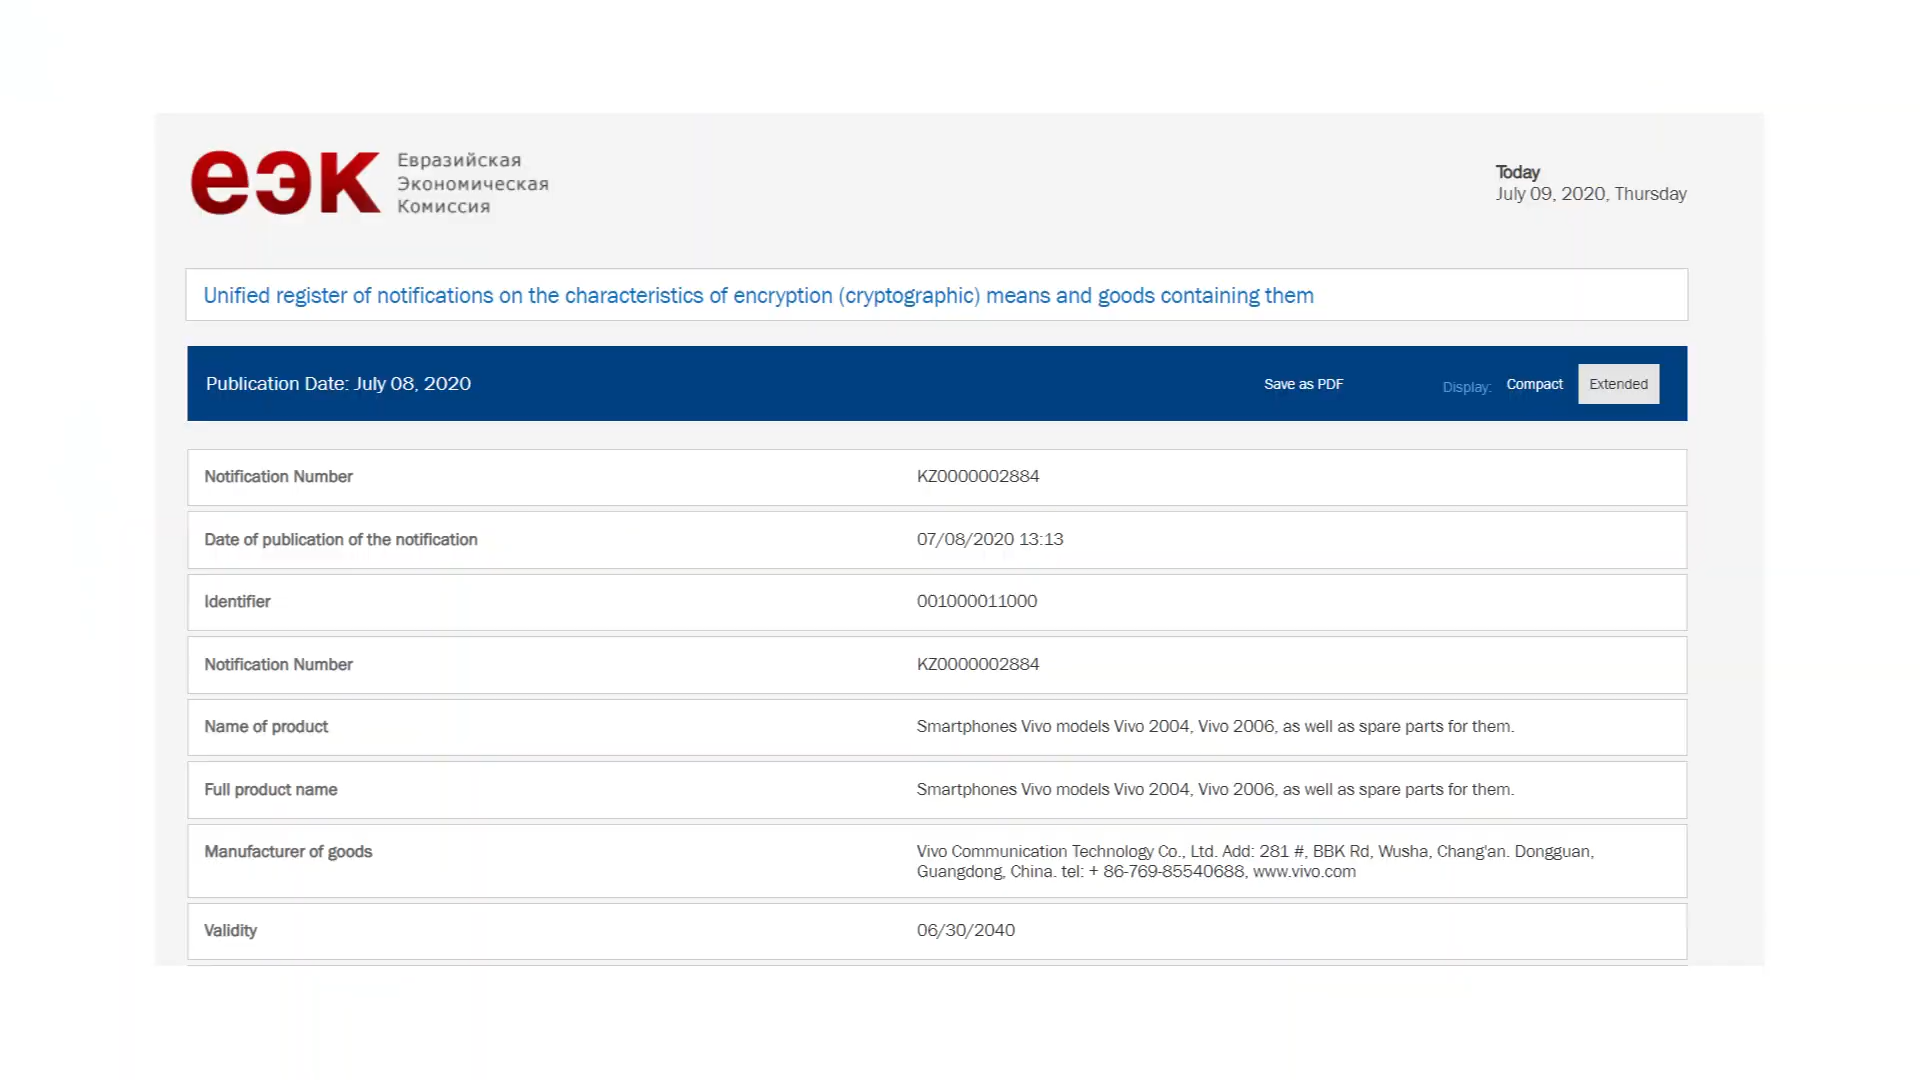 еэк
Евразийская
Экономическая
Комиссия
Today
July 09, 2020, Thursday
Unified register of notifications on the characteristics of encryption (cryptographic) means and goods containing them
Publication Date: July 08, 2020 Save as PDF Display: Compact Extended
Notification Number KZ0000002884
Date of publication of the notification 07/08/2020 13:13
Identifier 001000011000
Notification Number KZ0000002884
Name of product Smartphones Vivo models Vivo 2004, Vivo 2006, as well as spare parts for them.
Full product name Smartphones Vivo models Vivo 2004, Vivo 2006, as well as spare parts for them.
Manufacturer of goods Vivo Communication Technology Co., Ltd. Add: 281 #, BBK Rd, Wusha, Chang'an. Dongguan,
Guangdong, China. tel: + 86-769-85540688, www.vivo.com
Validity 06/30/2040